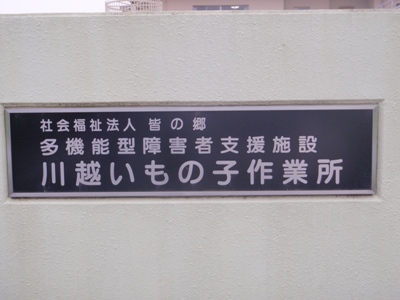 社会福祉法人 皆の郷
多機能型障害者支援施設
川越いもの子作業所